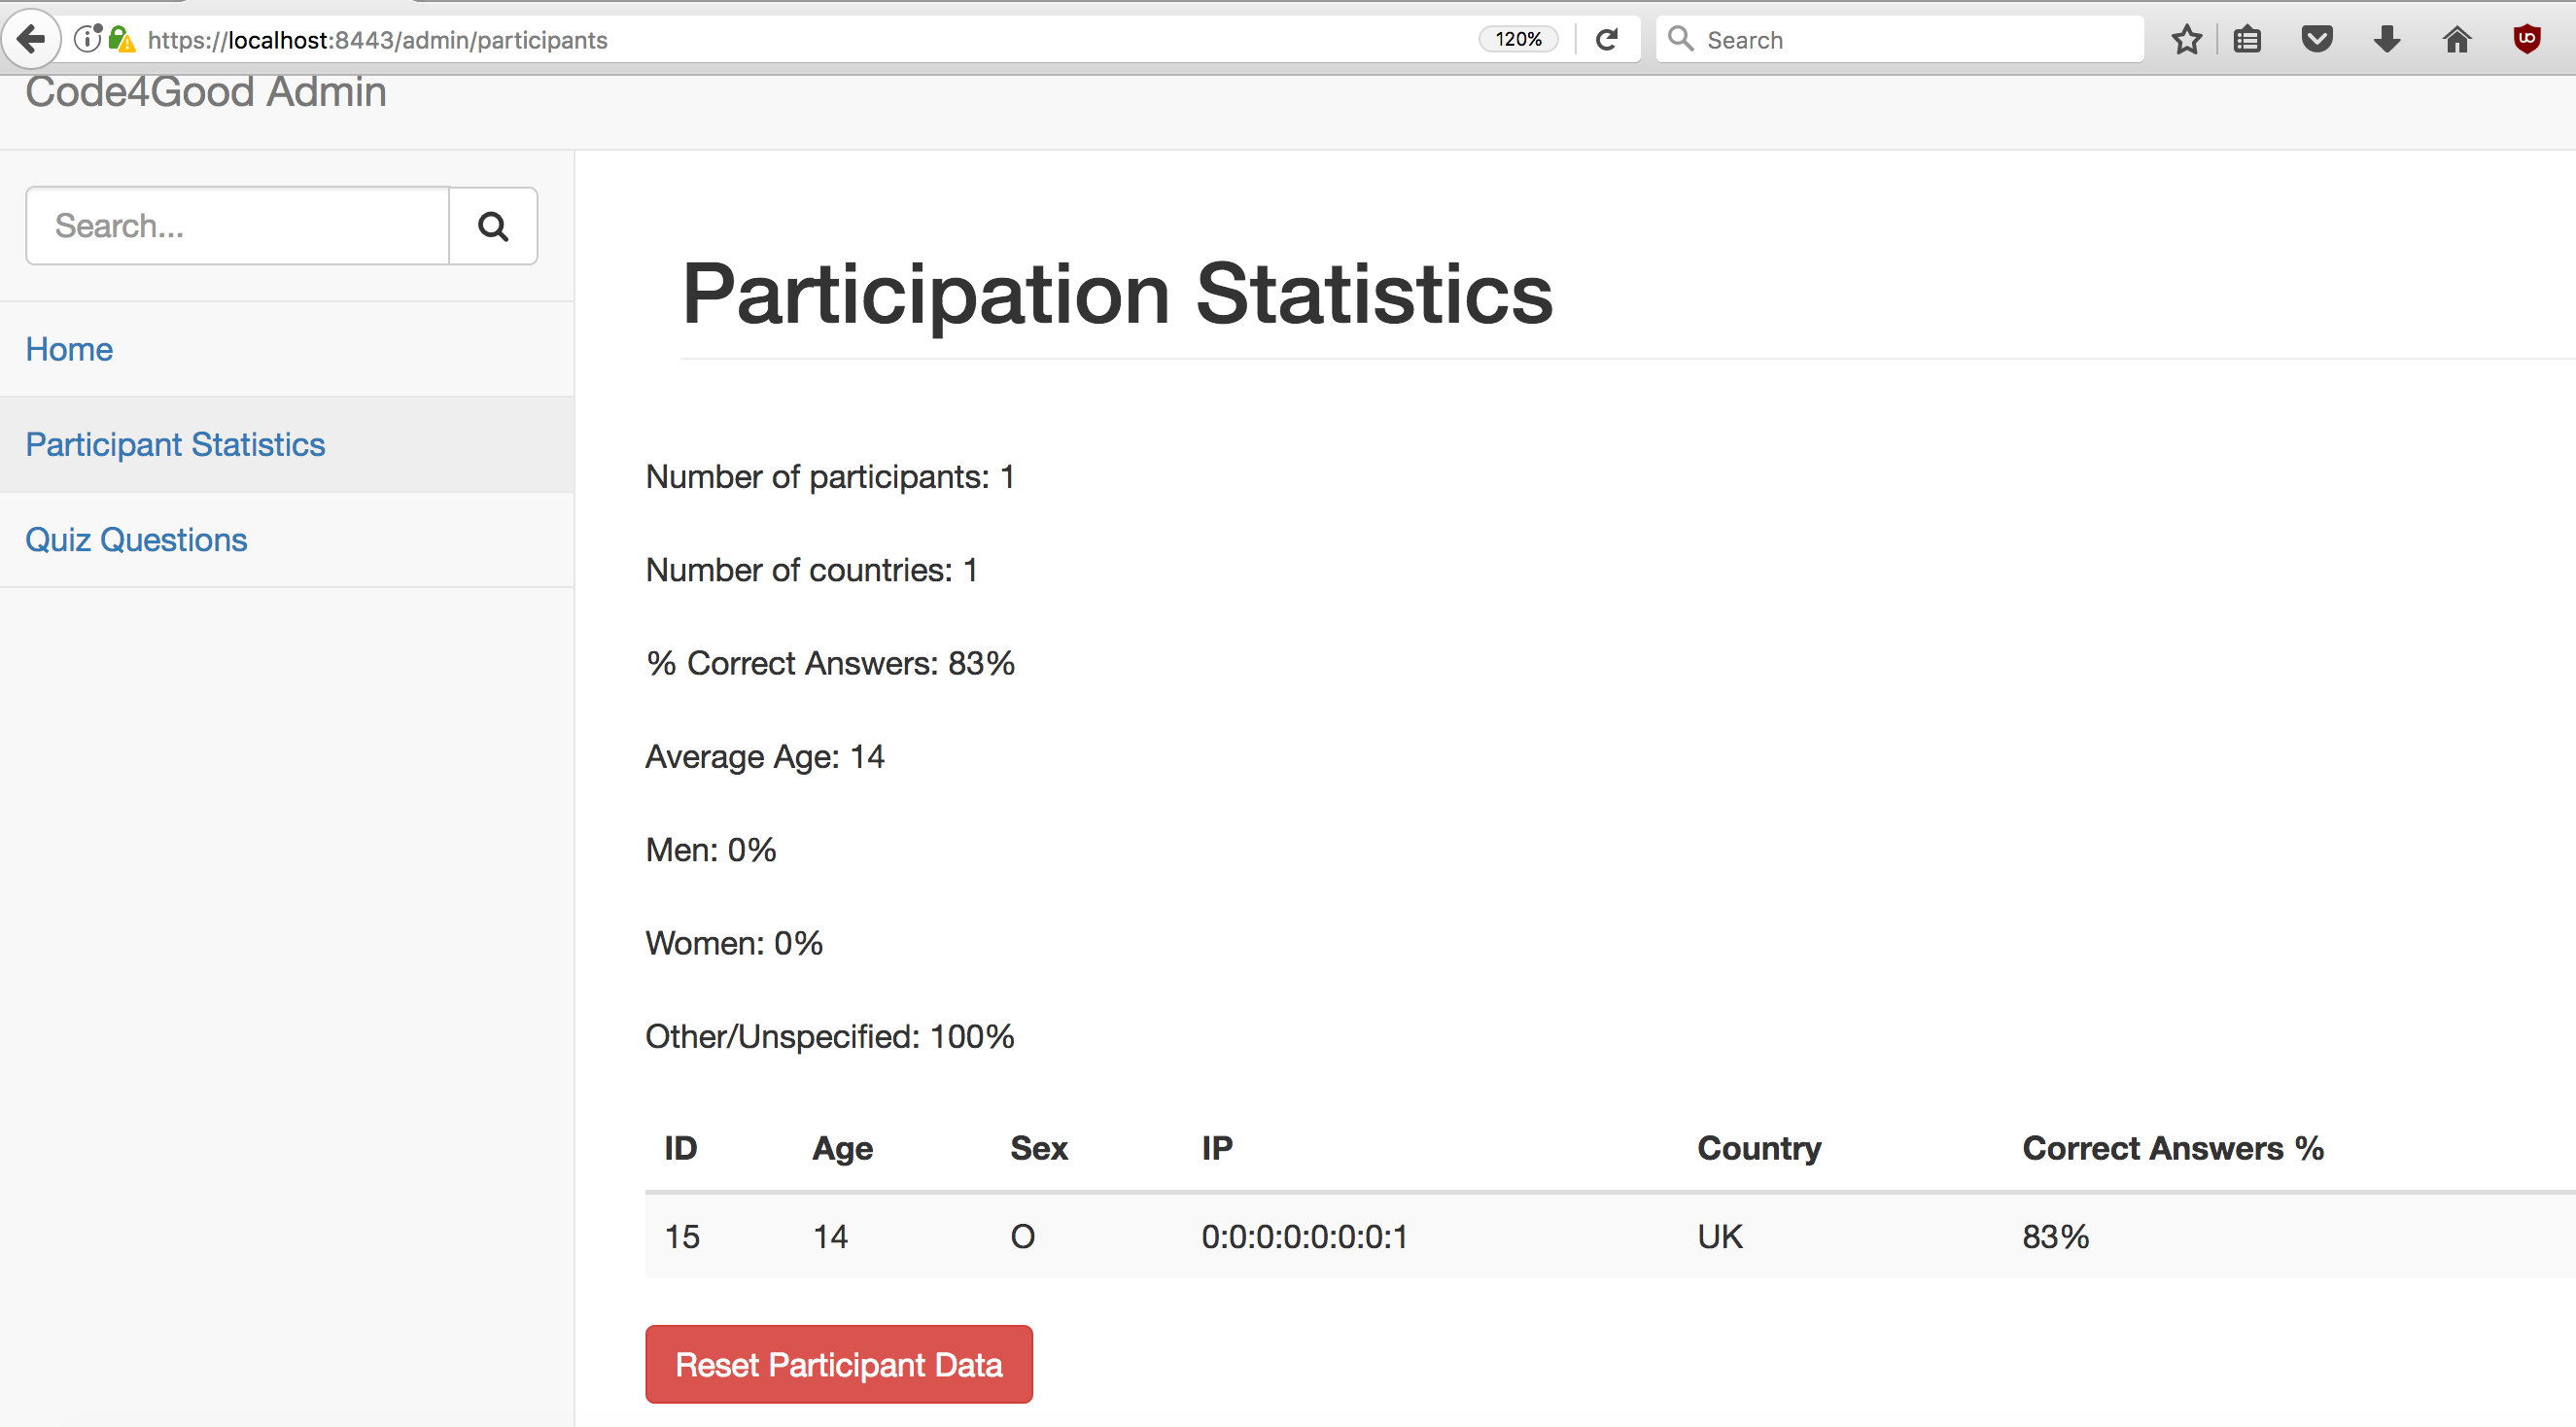 https://localhost:8443/admin/participants 120% Search
Code4Good Admin
Search...
Home
Participant Statistics
Quiz Questions
Participation Statistics
Number of participants: 1
Number of countries: 1
% Correct Answers: 83%
Average Age: 14
Men: 0%
Women: 0%
Other/Unspecified: 100%
ID Age Sex IP Country Correct Answers %
15 14 O 0:0:0:0:0:0:0:1 UK 83%
Reset Participant Data